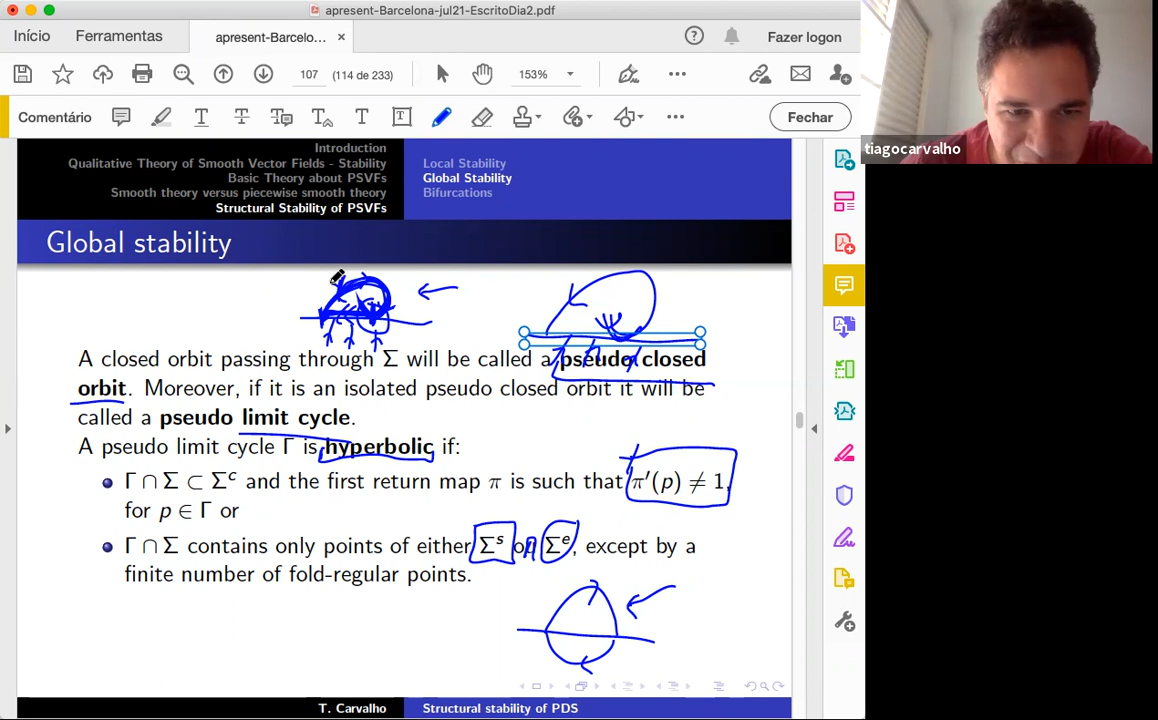 apresent-Barcelona-jul21-EscritoDia2.pdf
Início Ferramentas apresent-Barcelo... × Fazer logon
107 (114 de 233) 153%
Comentário Fechar
tiagocarvalho
Introduction
Qualitative Theory of Smooth Vector Fields - Stability
Basic Theory about PSVFs
Smooth theory versus piecewise smooth theory
Structural Stability of PSVFs
Local Stability
Global Stability
Bifurcations
Global stability
A closed orbit passing through Σ will be called a pseudo closed
orbit. Moreover, if it is an isolated pseudo closed orbit it will be
called a pseudo limit cycle.
A pseudo limit cycle Γ is hyperbolic if:
Γ ∩ Σ ⊂ Σᶜ and the first return map π is such that π′(p) ≠ 1,
for p ∈ Γ or
Γ ∩ Σ contains only points of either Σˢ or Σᵉ, except by a
finite number of fold-regular points.
T. Carvalho Structural stability of PDS